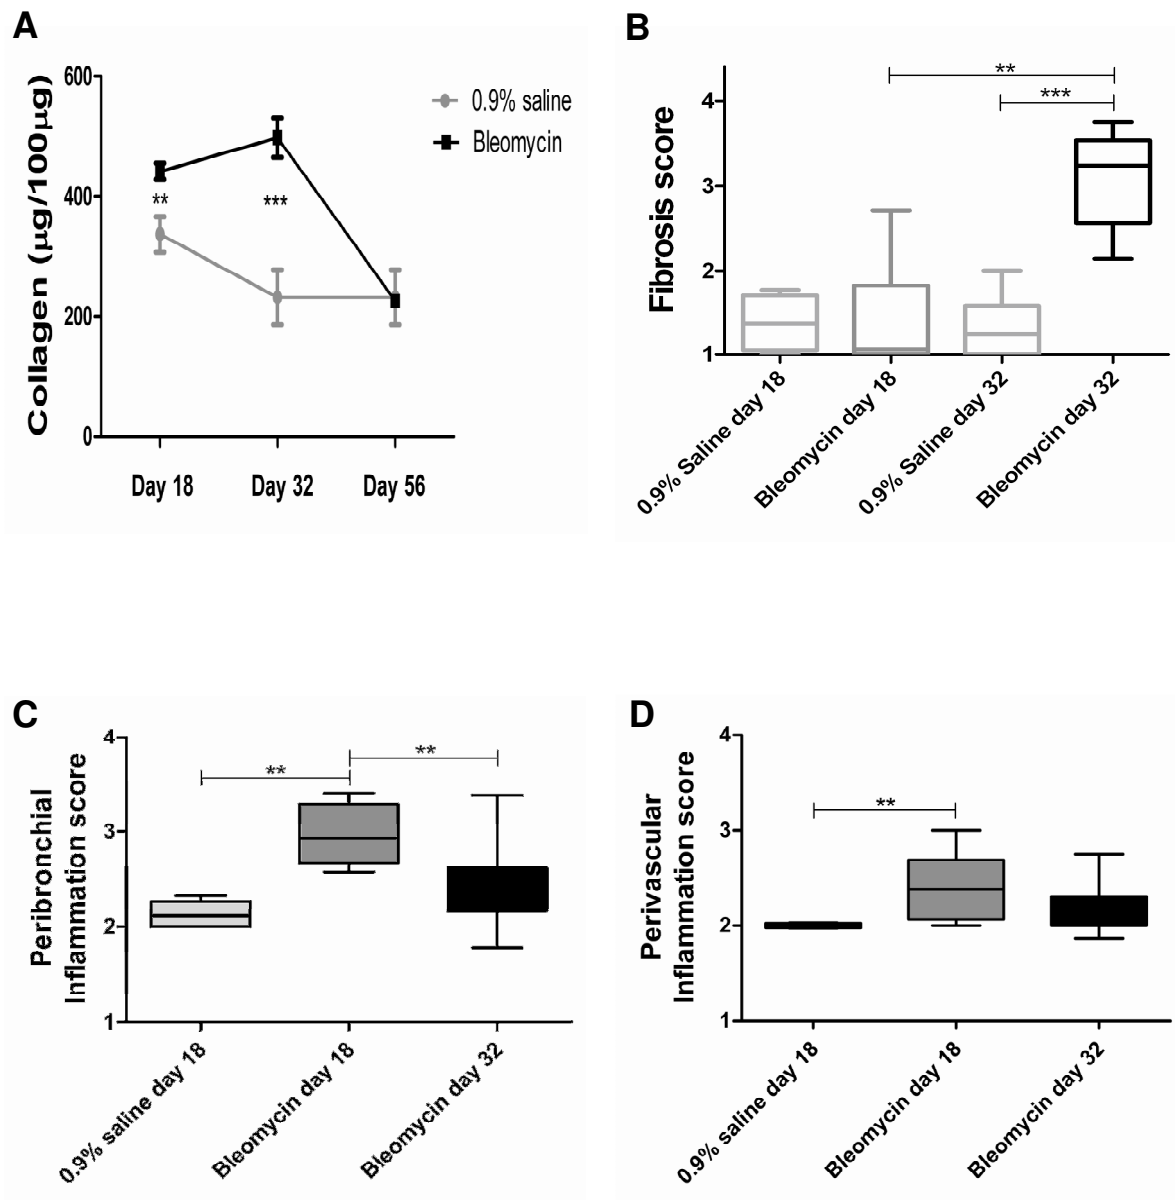 A
Collagen (µg/100µg)
600
400
200
0
**
***
Day 18
Day 32
Day 56
0.9% saline
Bleomycin
B
Fibrosis score
4
3
2
1
**
***
0.9% Saline day 18
Bleomycin day 18
0.9% Saline day 32
Bleomycin day 32
C
Peribronchial
Inflammation score
4
3
2
1
**
**
0.9% saline day 18
Bleomycin day 18
Bleomycin day 32
D
Perivascular
Inflammation score
4
3
2
1
**
0.9% saline day 18
Bleomycin day 18
Bleomycin day 32